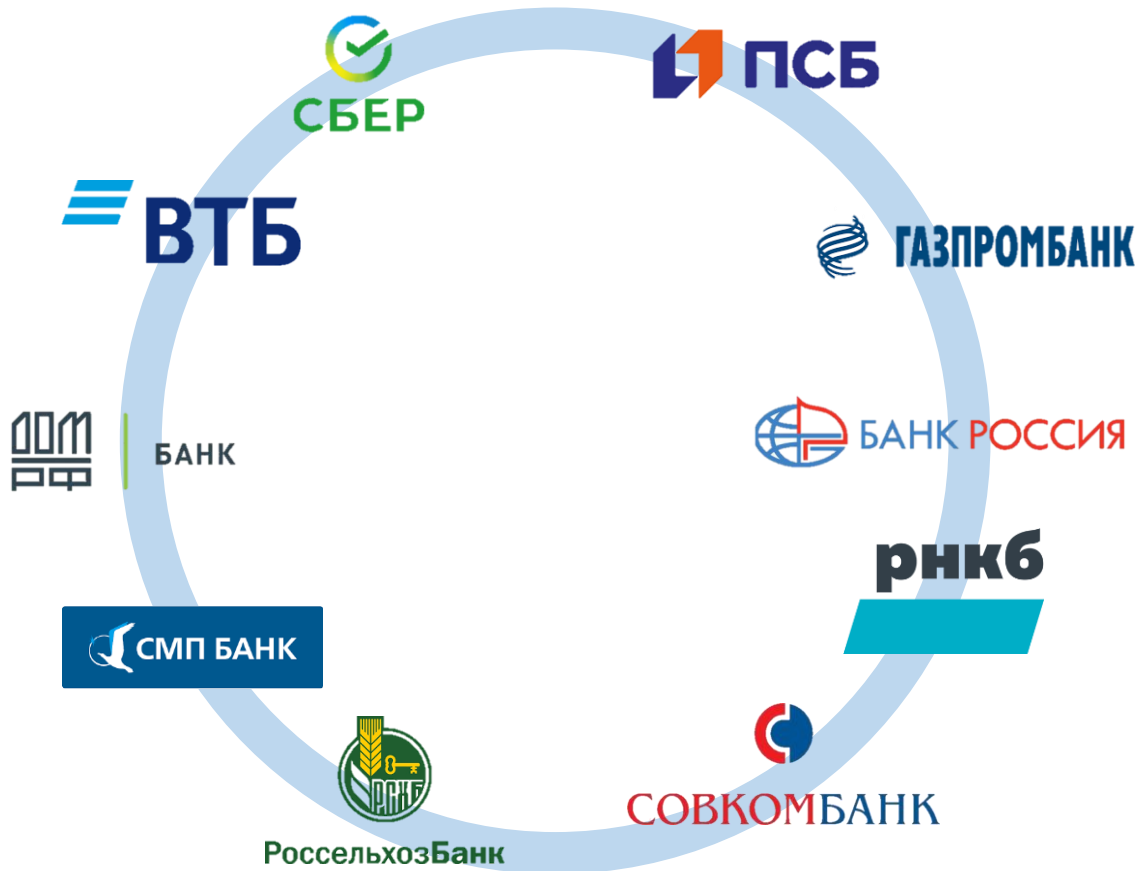 СБЕР
ПСБ
ВТБ
ГАЗПРОМБАНК
ДОМ
РФ
БАНК
БАНК РОССИЯ
рнкб
СМП БАНК
РСХБ
СОВКОМБАНК
РоссельхозБанк